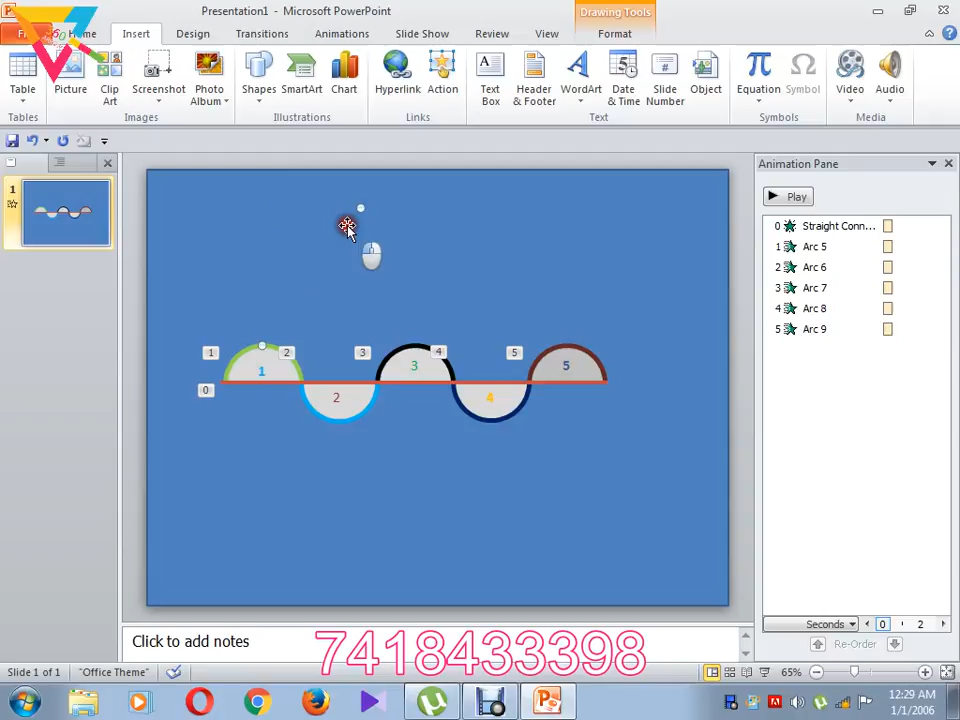 Presentation1 - Microsoft PowerPoint
Drawing Tools
Home
Insert
Design
Transitions
Animations
Slide Show
Review
View
Format
Table
Picture
Clip Art
Screenshot
Photo Album
Shapes
SmartArt
Chart
Hyperlink
Action
Text Box
Header & Footer
WordArt
Date & Time
Slide Number
Object
Equation
Symbol
Video
Audio
Tables
Images
Illustrations
Links
Text
Symbols
Media
1
Animation Pane
Play
0 Straight Conn...
1 Arc 5
2 Arc 6
3 Arc 7
4 Arc 8
5 Arc 9
1 2 3 4 5
0
1 2 3 4 5
Seconds 0 2
Re-Order
Click to add notes
7418433398
Slide 1 of 1
"Office Theme"
65%
12:29 AM
1/1/2006